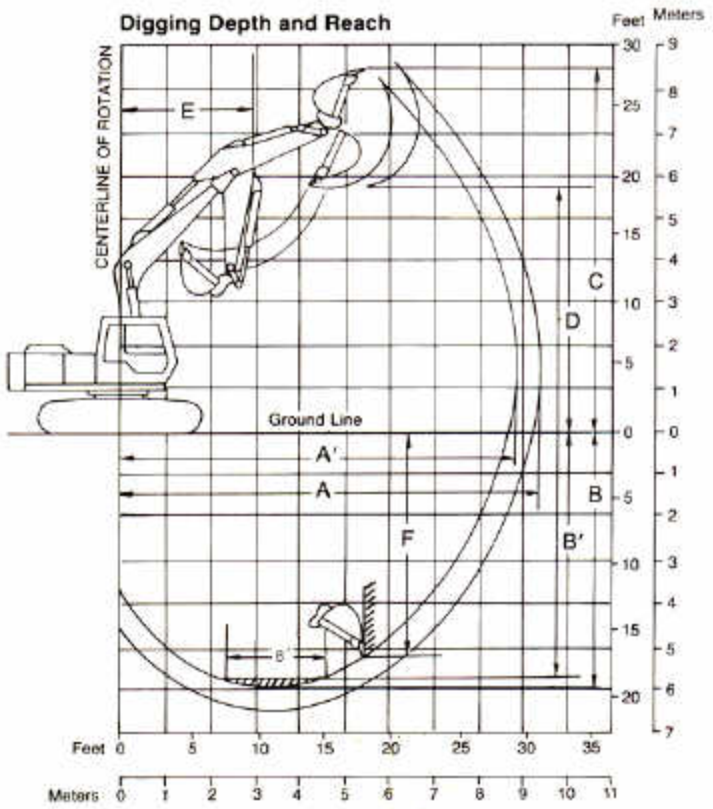 Digging Depth and Reach
Feet Meters
CENTERLINE OF ROTATION
30 9
E
8
25
7
20 6
5
15
4
C
10 3
D
2
5
1
Ground Line
0 0
A'
1
A
B
5
2
F
B'
10 3
4
15
5
8'
6
20
7
Feet 0 5 10 15 20 25 30 35
Meters 0 1 2 3 4 5 6 7 8 9 10 11